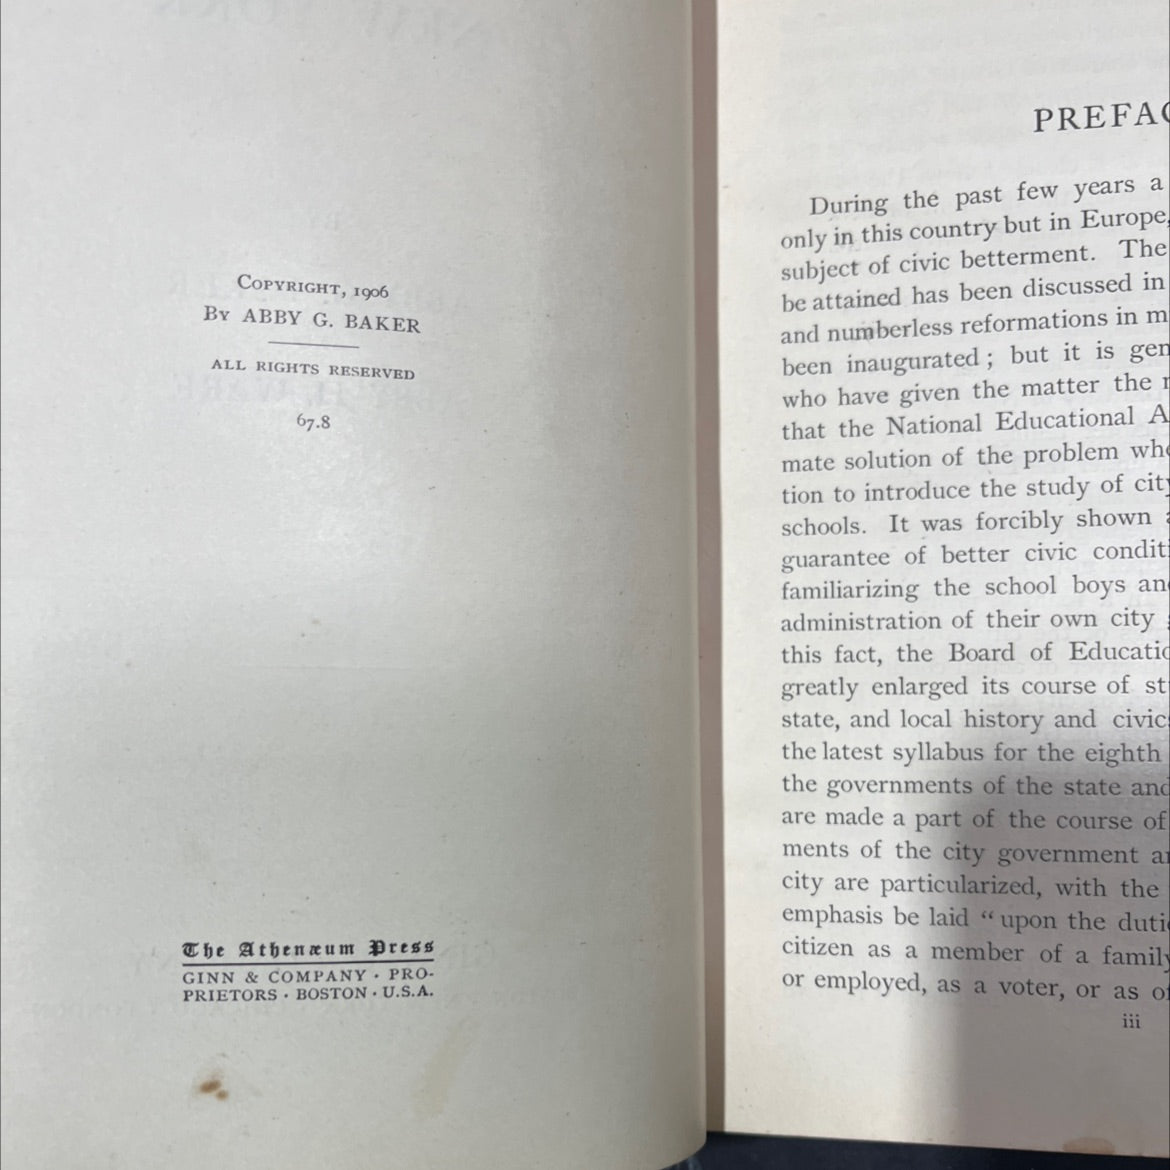 COPYRIGHT, 1906
BY ABBY G. BAKER
ALL RIGHTS RESERVED
67.8
The Athenæum Press
GINN & COMPANY · PRO-
PRIETORS · BOSTON · U.S.A.
PREFAC
During the past few years a
only in this country but in Europe,
subject of civic betterment. The
be attained has been discussed in
and numberless reformations in m
been inaugurated; but it is gen
who have given the matter the
that the National Educational A
mate solution of the problem whe
tion to introduce the study of city
schools. It was forcibly shown
guarantee of better civic conditi
familiarizing the school boys an
administration of their own city
this fact, the Board of Educatio
greatly enlarged its course of st
state, and local history and civics
the latest syllabus for the eighth
the governments of the state and
are made a part of the course of
ments of the city government a
city are particularized, with the
emphasis be laid “upon the duti
citizen as a member of a family
or employed, as a voter, or as of
iii